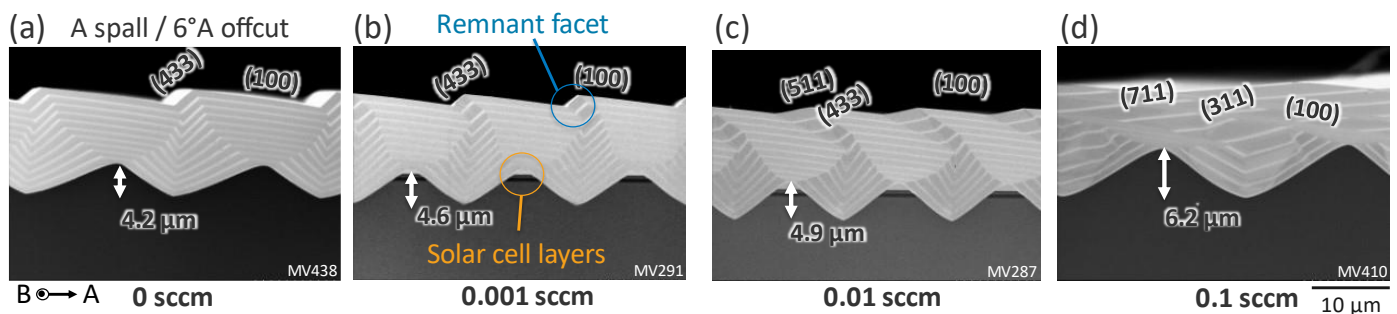 (a) A spall / 6°A offcut
(433)
(100)
4.2 µm
MV438
B A
0 sccm
(b)
Remnant facet
(433)
(100)
4.6 µm
Solar cell layers
MV291
0.001 sccm
(c)
(511)
(433)
(100)
4.9 µm
MV287
0.01 sccm
(d)
(711)
(311)
(100)
6.2 µm
MV410
0.1 sccm
10 µm